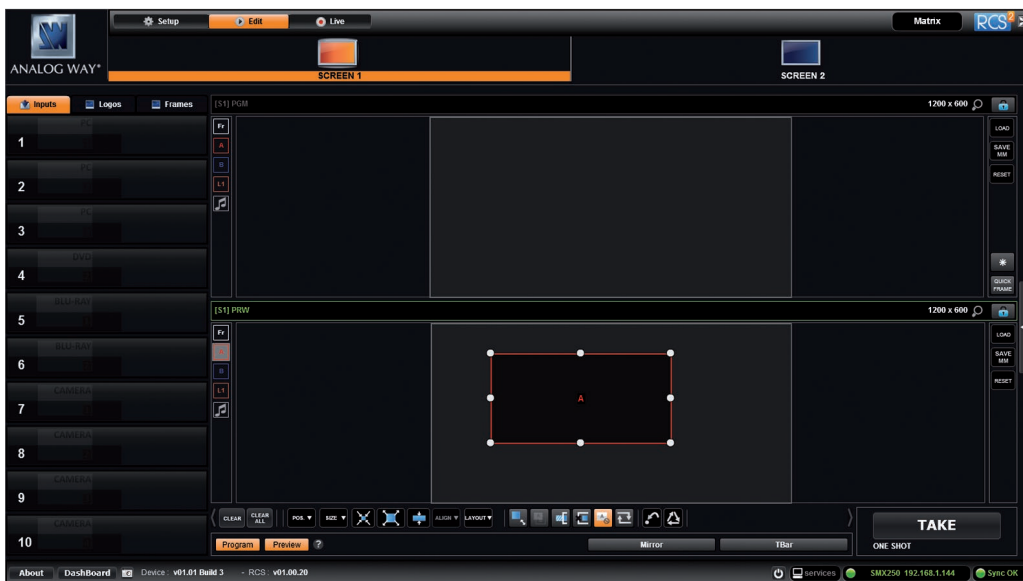 Setup
Edit
Live
Matrix
RCS²
ANALOG WAY®
SCREEN 1
SCREEN 2
Inputs
Logos
Frames
[S1] PGM
1200 x 600
1
PC
2
PC
3
PC
4
DVD
5
BLU-RAY
6
BLU-RAY
7
CAMERA
8
CAMERA
9
CAMERA
10
CAMERA
Fr
A
B
L1
LOAD
SAVE
MM
RESET
QUICK
FRAME
[S1] PRW
1200 x 600
Fr
B
L1
A
LOAD
SAVE
MM
RESET
CLEAR
CLEAR
ALL
POS.
SIZE
ALIGN
LAYOUT
TAKE
ONE SHOT
Program
Preview
?
Mirror
TBar
About
DashBoard
Device : v01.01 Build 3 - RCS : v01.00.20
services
SMX250 192.168.1.144
Sync OK